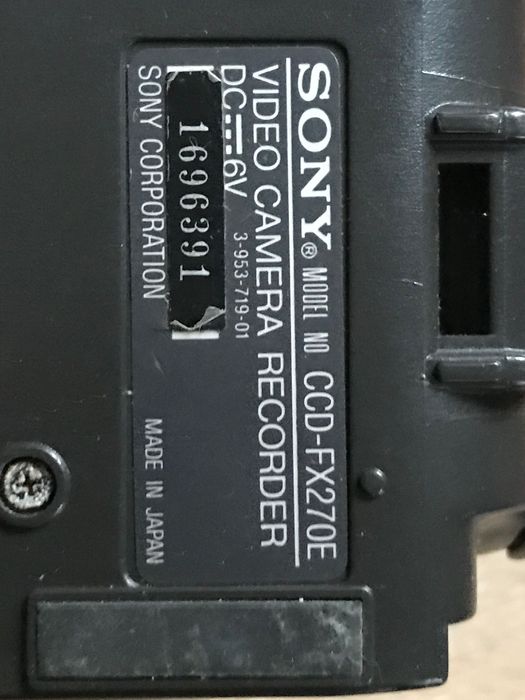 SONY® MODEL NO. CCD-FX270E
VIDEO CAMERA RECORDER
DC⎓6V 3-953-719-01
1696391
SONY CORPORATION MADE IN JAPAN